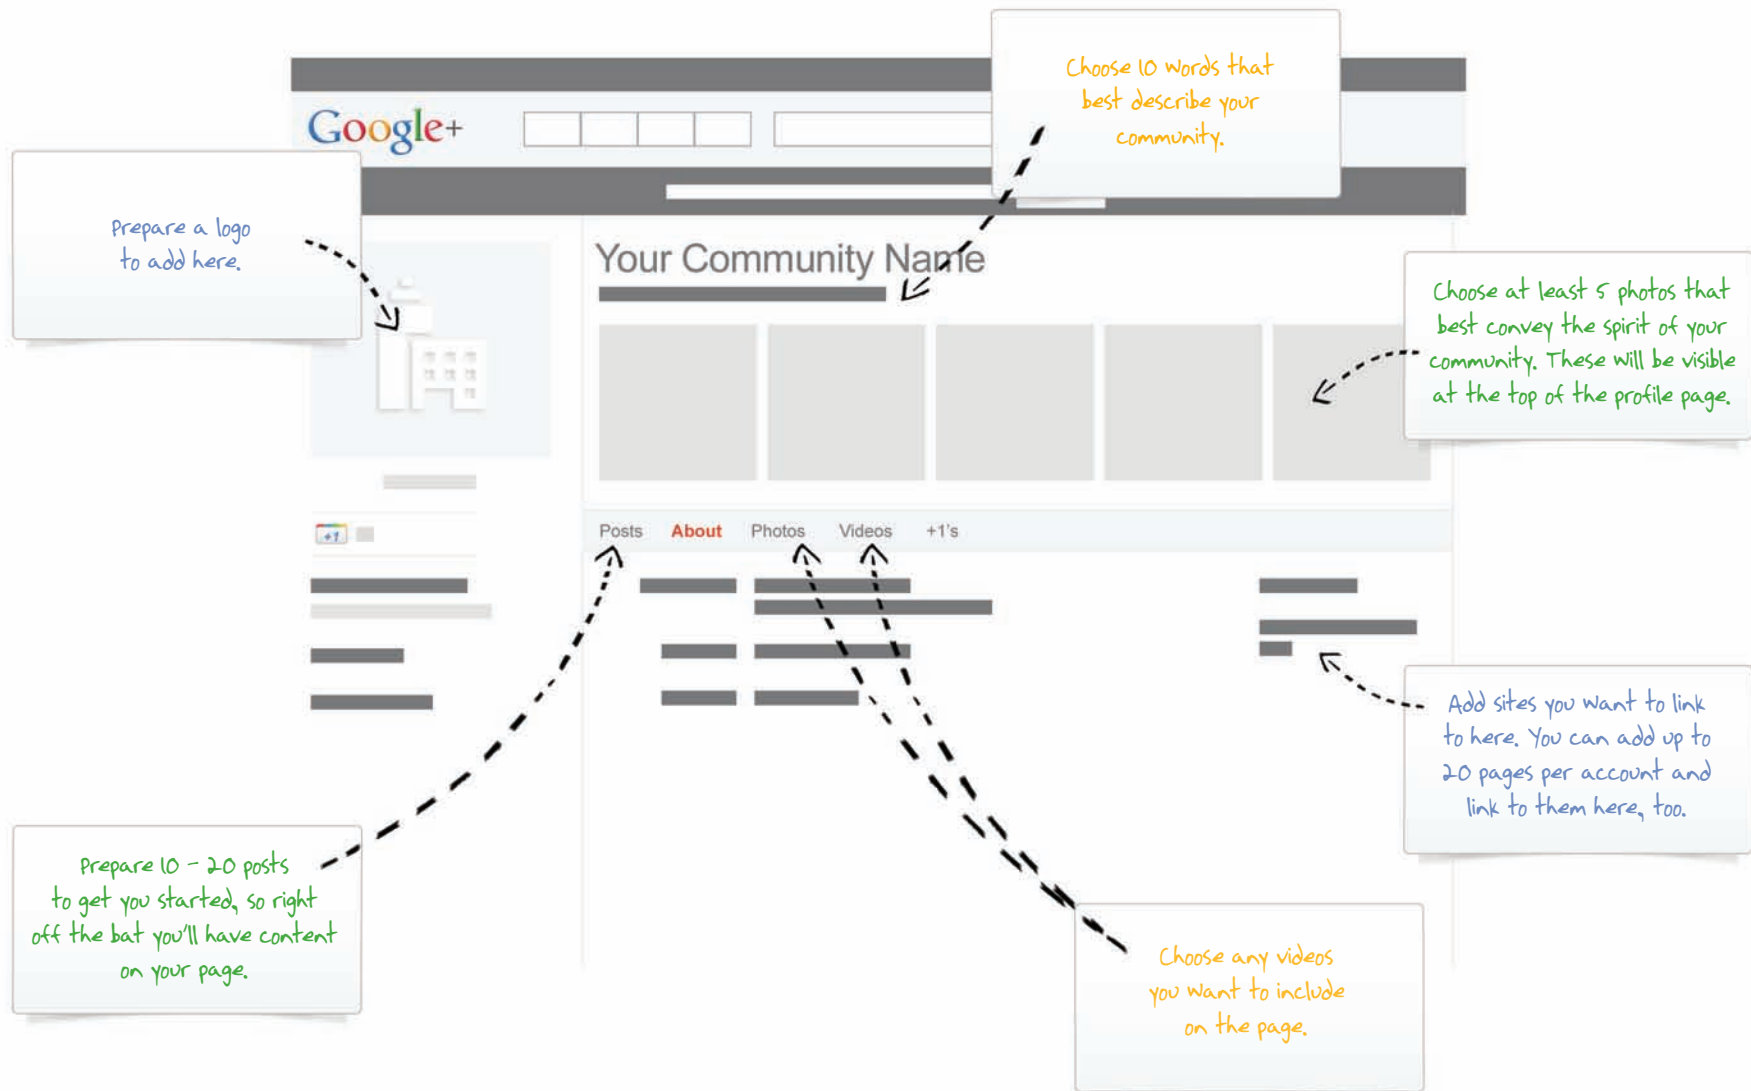 Choose 10 words that
best describe your
community.
Google+
Prepare a logo
to add here.
Your Community Name
Choose at least 5 photos that
best convey the spirit of your
community. These will be visible
at the top of the profile page.
+1
Posts About Photos Videos +1's
Add sites you want to link
to here. You can add up to
20 pages per account and
link to them here, too.
Prepare 10 - 20 posts
to get you started, so right
off the bat you'll have content
on your page.
Choose any videos
you want to include
on the page.